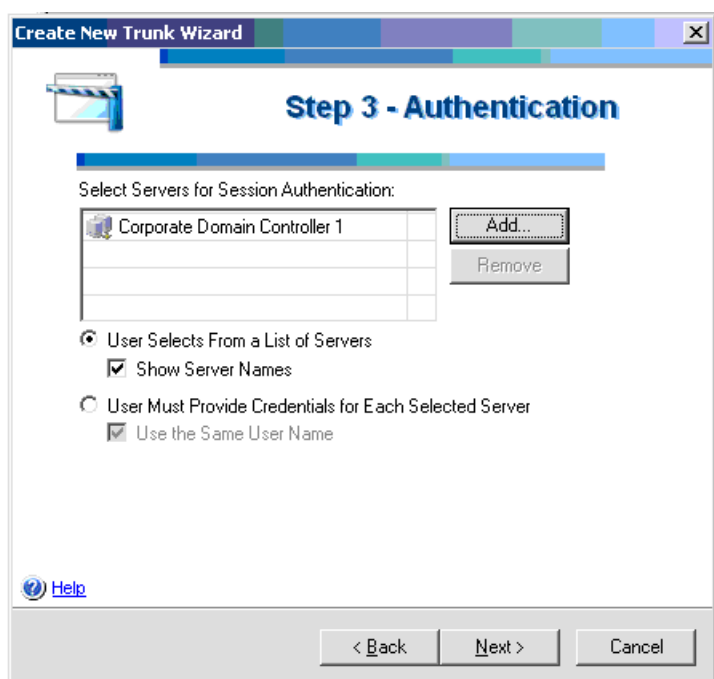 Create New Trunk Wizard
Step 3 - Authentication
Select Servers for Session Authentication:
Corporate Domain Controller 1
Add...
Remove
User Selects From a List of Servers
Show Server Names
User Must Provide Credentials for Each Selected Server
Use the Same User Name
Help
< Back
Next >
Cancel